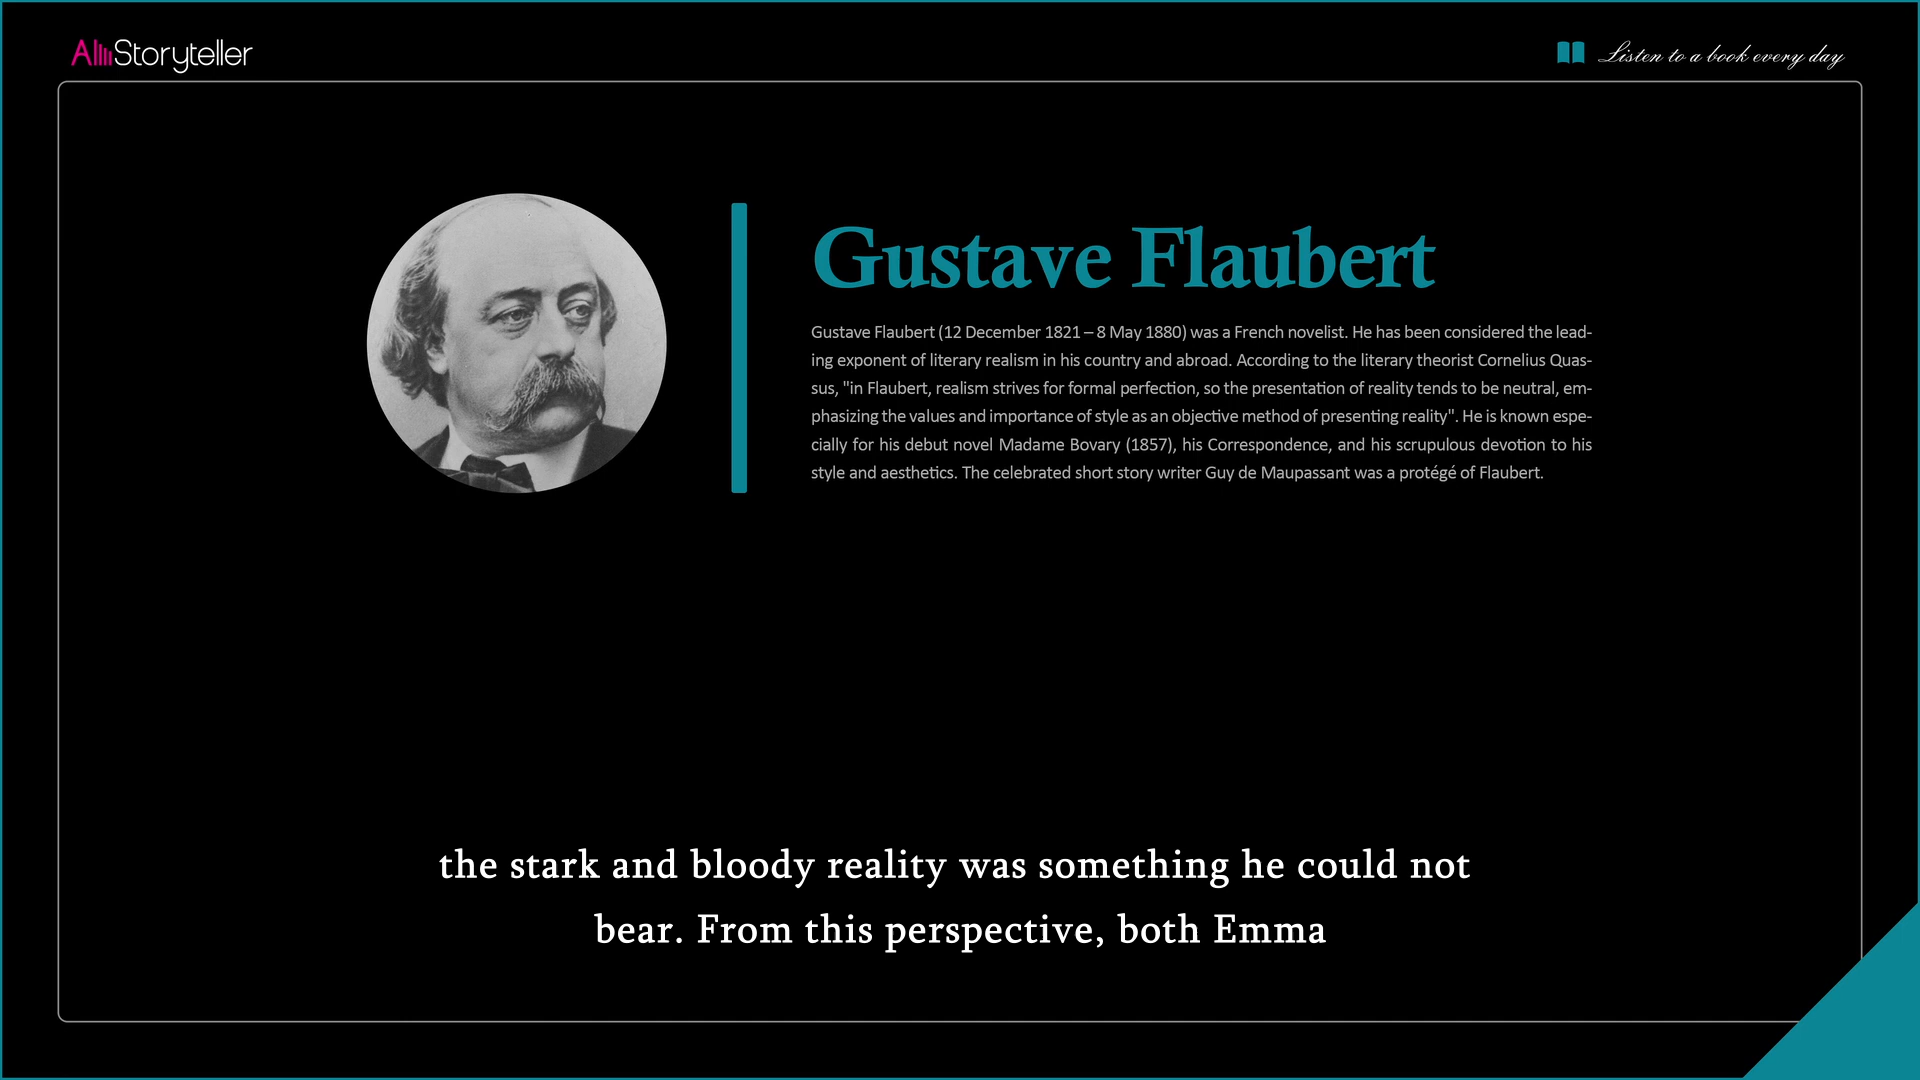 AllStoryteller
Listen to a book every day
Gustave Flaubert
Gustave Flaubert (12 December 1821 – 8 May 1880) was a French novelist. He has been considered the lead-
ing exponent of literary realism in his country and abroad. According to the literary theorist Cornelius Quas-
sus, "in Flaubert, realism strives for formal perfection, so the presentation of reality tends to be neutral, em-
phasizing the values and importance of style as an objective method of presenting reality". He is known espe-
cially for his debut novel Madame Bovary (1857), his Correspondence, and his scrupulous devotion to his
style and aesthetics. The celebrated short story writer Guy de Maupassant was a protégé of Flaubert.
the stark and bloody reality was something he could not
bear. From this perspective, both Emma